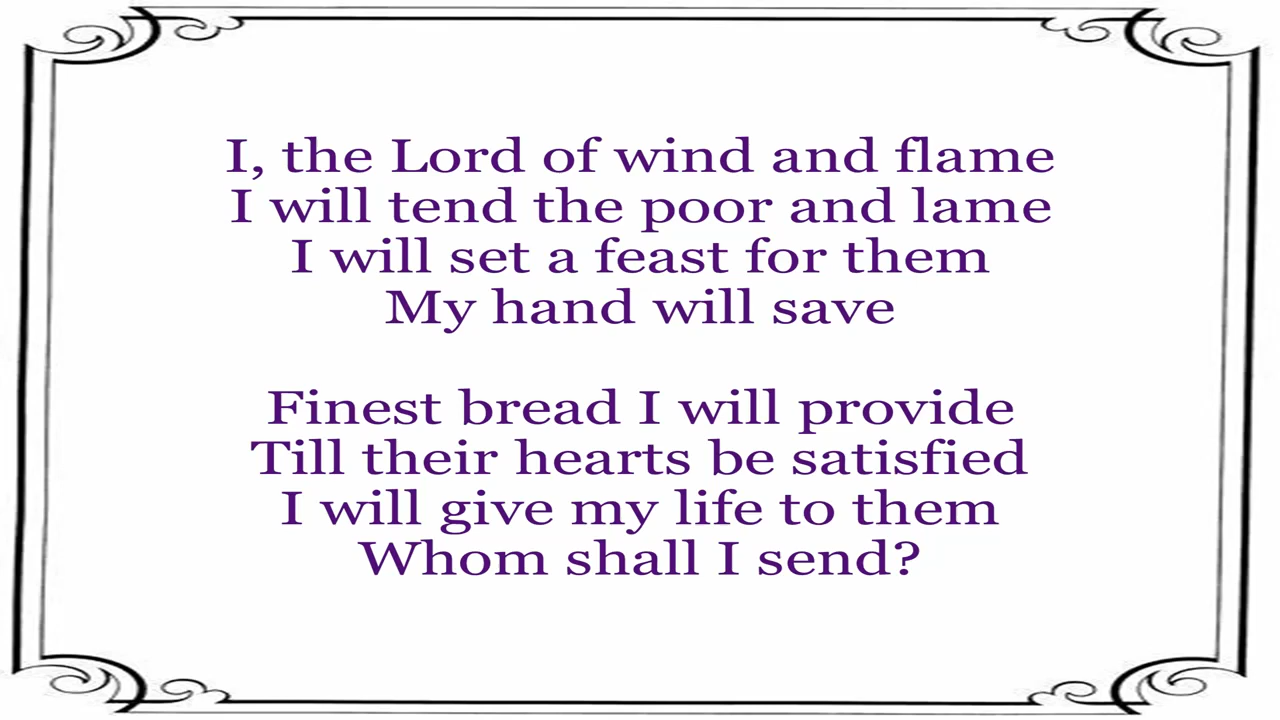 I, the Lord of wind and flame
I will tend the poor and lame
I will set a feast for them
My hand will save
Finest bread I will provide
Till their hearts be satisfied
I will give my life to them
Whom shall I send?